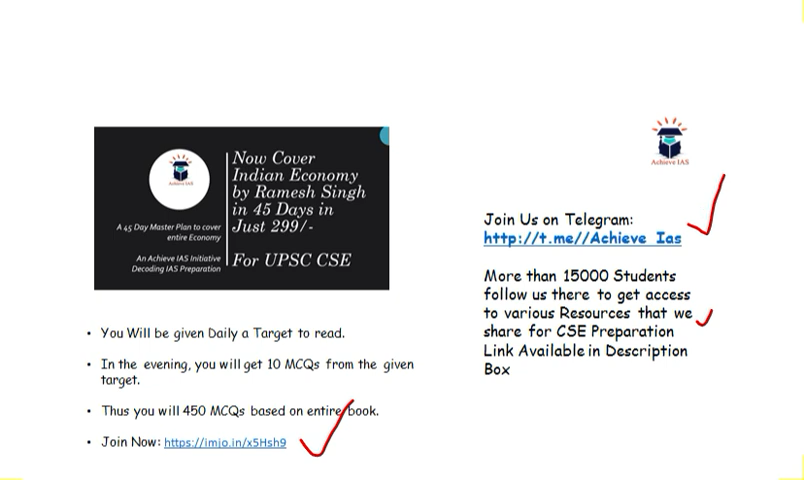 Achieve IAS
Now Cover
Indian Economy
by Ramesh Singh
in 45 Days in
Just 299/-
For UPSC CSE
A 45 Day Master Plan to cover
entire Economy
An Achieve IAS Initiative
Decoding IAS Preparation
• You Will be given Daily a Target to read.
• In the evening, you will get 10 MCQs from the given
target.
• Thus you will 450 MCQs based on entire book.
• Join Now: https://imjo.in/x5Hsh9
Achieve IAS
Join Us on Telegram:
http://t.me//Achieve_Ias
More than 15000 Students
follow us there to get access
to various Resources that we
share for CSE Preparation
Link Available in Description
Box